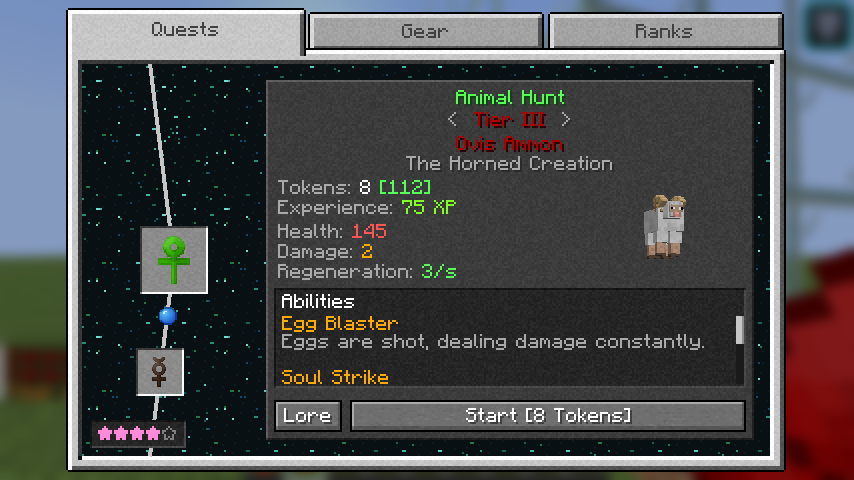 Quests
Gear
Ranks
Animal Hunt
< Tier III >
Ovis Ammon
The Horned Creation
Tokens: 8 [112]
Experience: 75 XP
Health: 145
Damage: 2
Regeneration: 3/s
Abilities
Egg Blaster
Eggs are shot, dealing damage constantly.
Soul Strike
Lore
Start [8 Tokens]